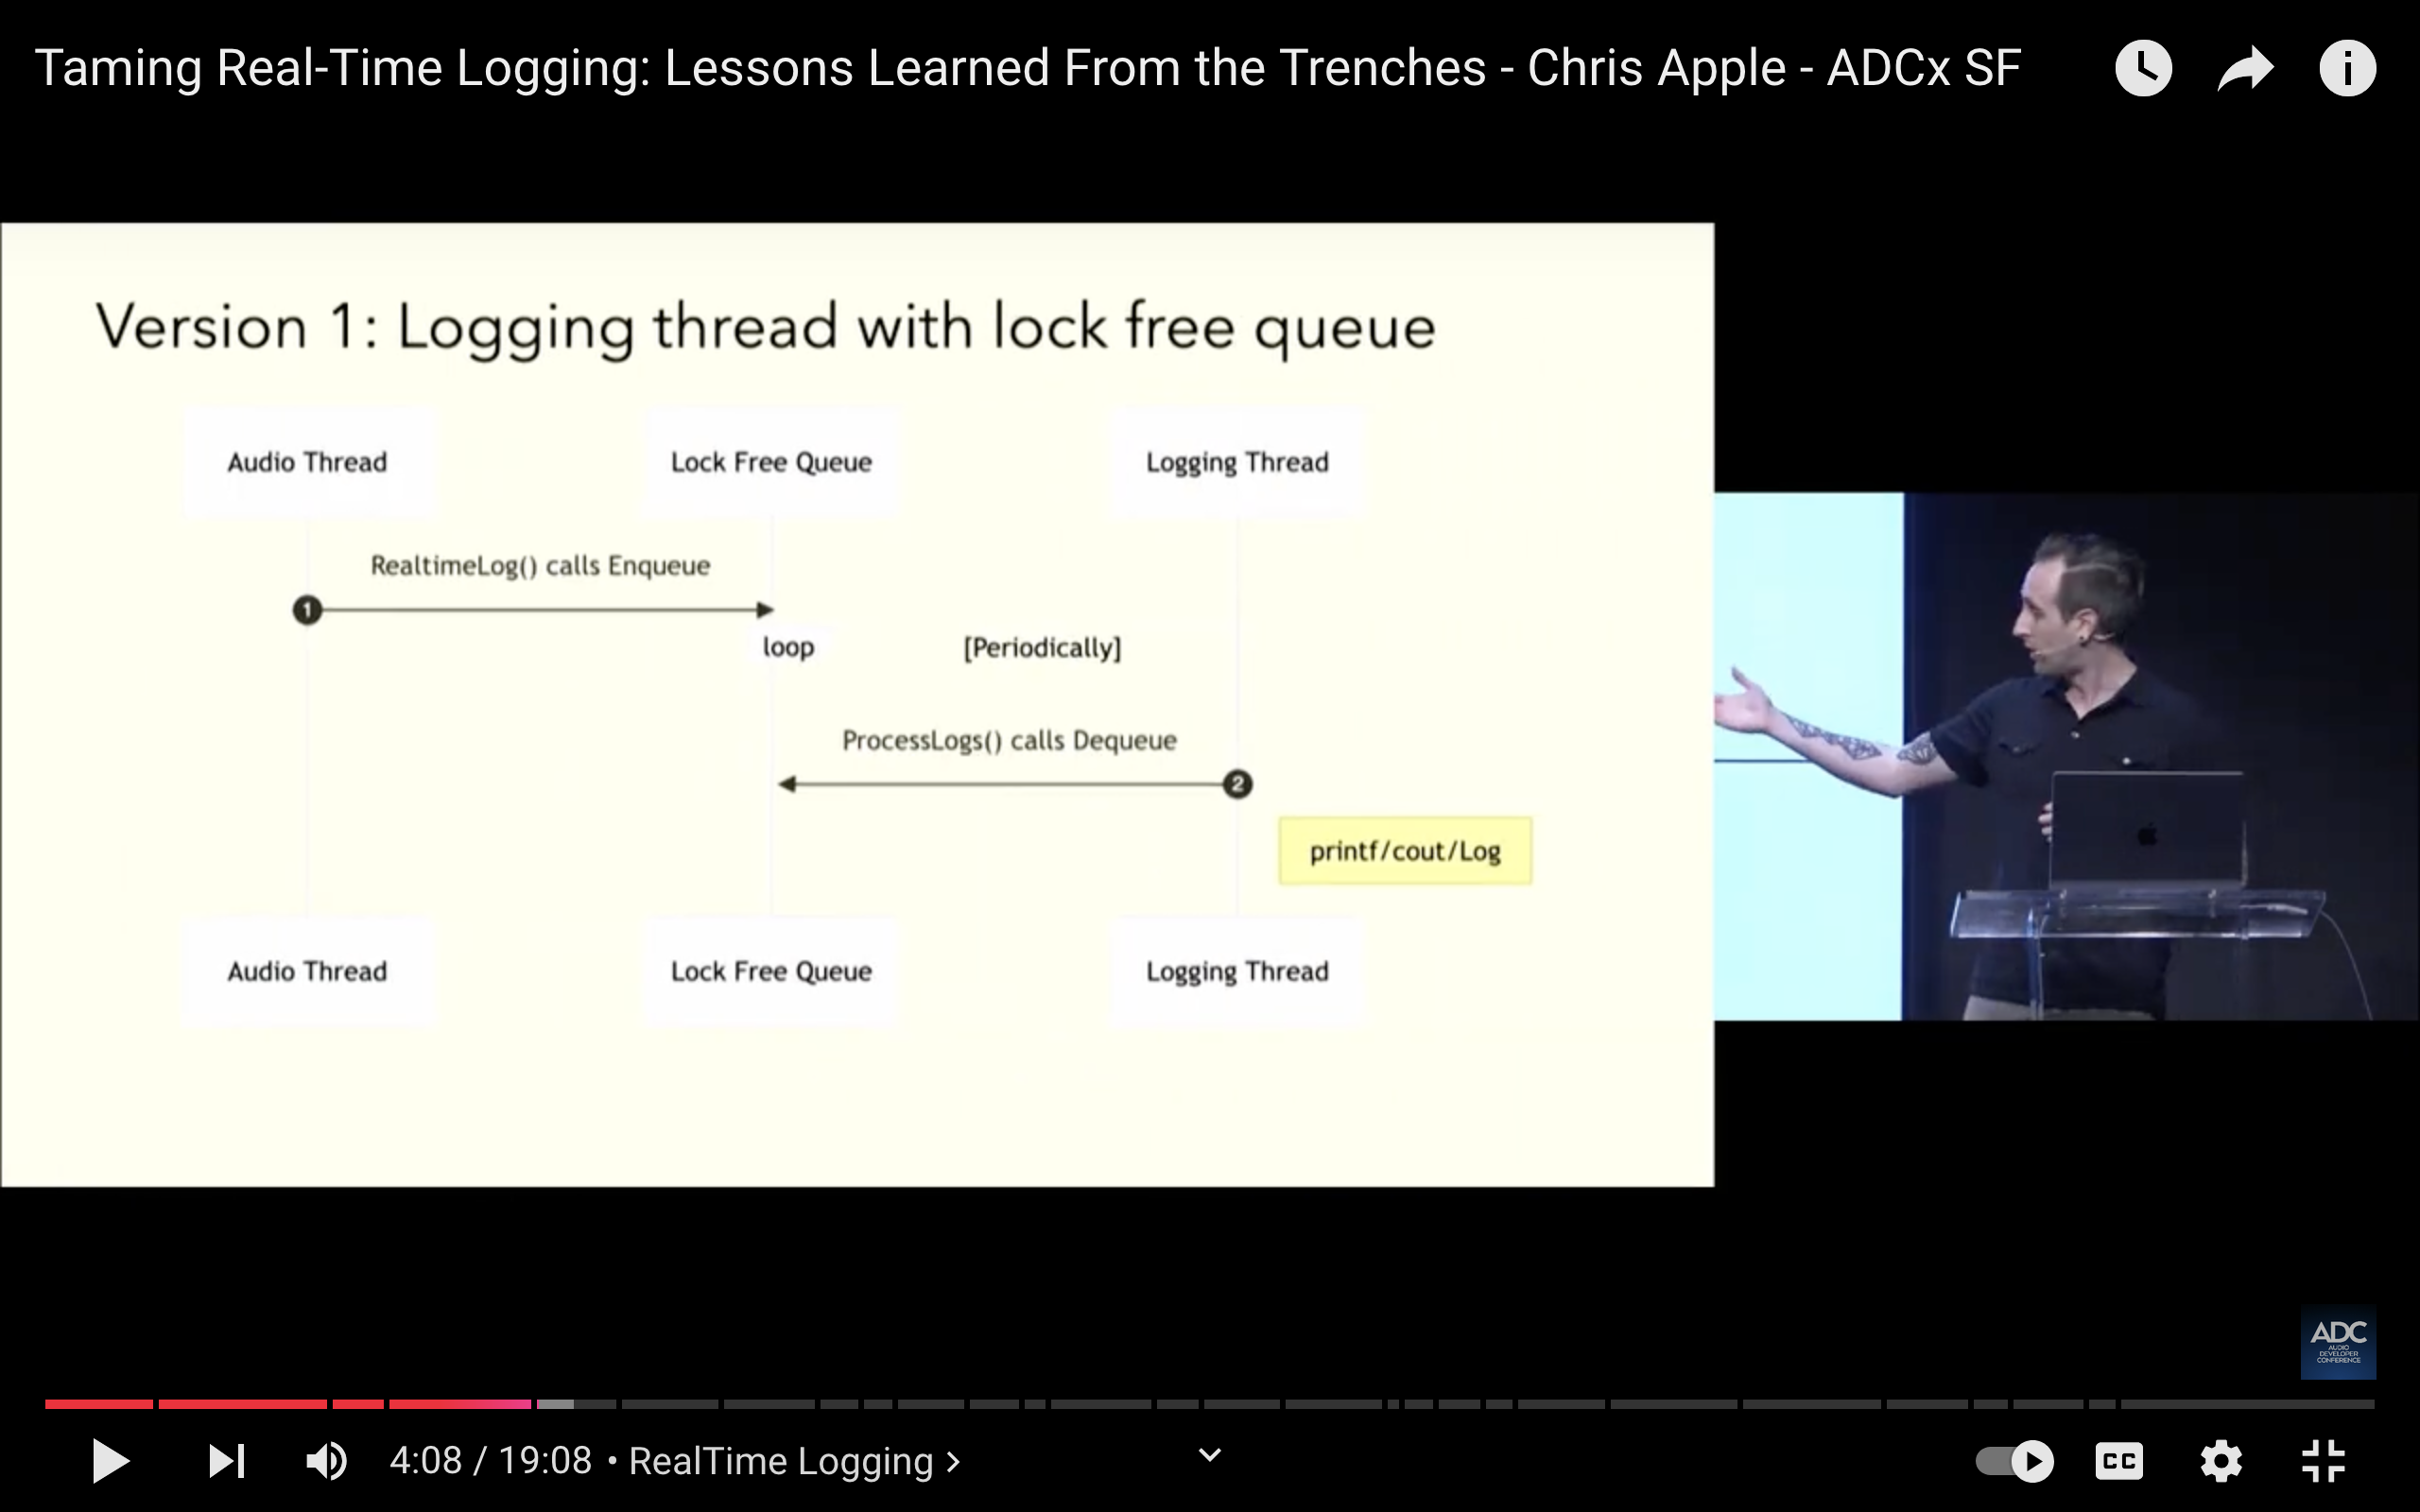 Taming Real-Time Logging: Lessons Learned From the Trenches - Chris Apple - ADCx SF
Version 1: Logging thread with lock free queue
Audio Thread
Lock Free Queue
Logging Thread
RealtimeLog() calls Enqueue
1
loop
[Periodically]
ProcessLogs() calls Dequeue
2
printf/cout/Log
Audio Thread
Lock Free Queue
Logging Thread
ADC
AUDIO
DEVELOPER
CONFERENCE
4:08 / 19:08 • RealTime Logging
CC